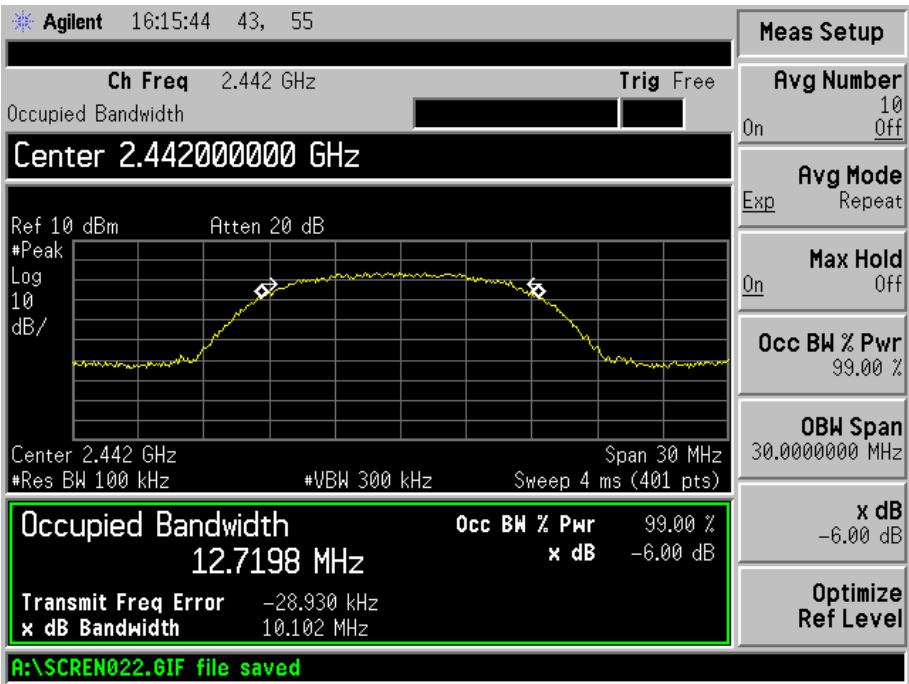 Agilent 16:15:44 43, 55
Ch Freq 2.442 GHz Trig Free
Occupied Bandwidth
Center 2.442000000 GHz
Ref 10 dBm Atten 20 dB
#Peak
Log
10
dB/
Center 2.442 GHz Span 30 MHz
#Res BW 100 kHz #VBW 300 kHz Sweep 4 ms (401 pts)
Occupied Bandwidth Occ BW % Pwr 99.00 %
12.7198 MHz x dB -6.00 dB
Transmit Freq Error -28.930 kHz
x dB Bandwidth 10.102 MHz
A:\SCREN022.GIF file saved
Meas Setup
Avg Number
10
On Off
Avg Mode
Exp Repeat
Max Hold
On Off
Occ BW % Pwr
99.00 %
OBW Span
30.0000000 MHz
x dB
-6.00 dB
Optimize
Ref Level